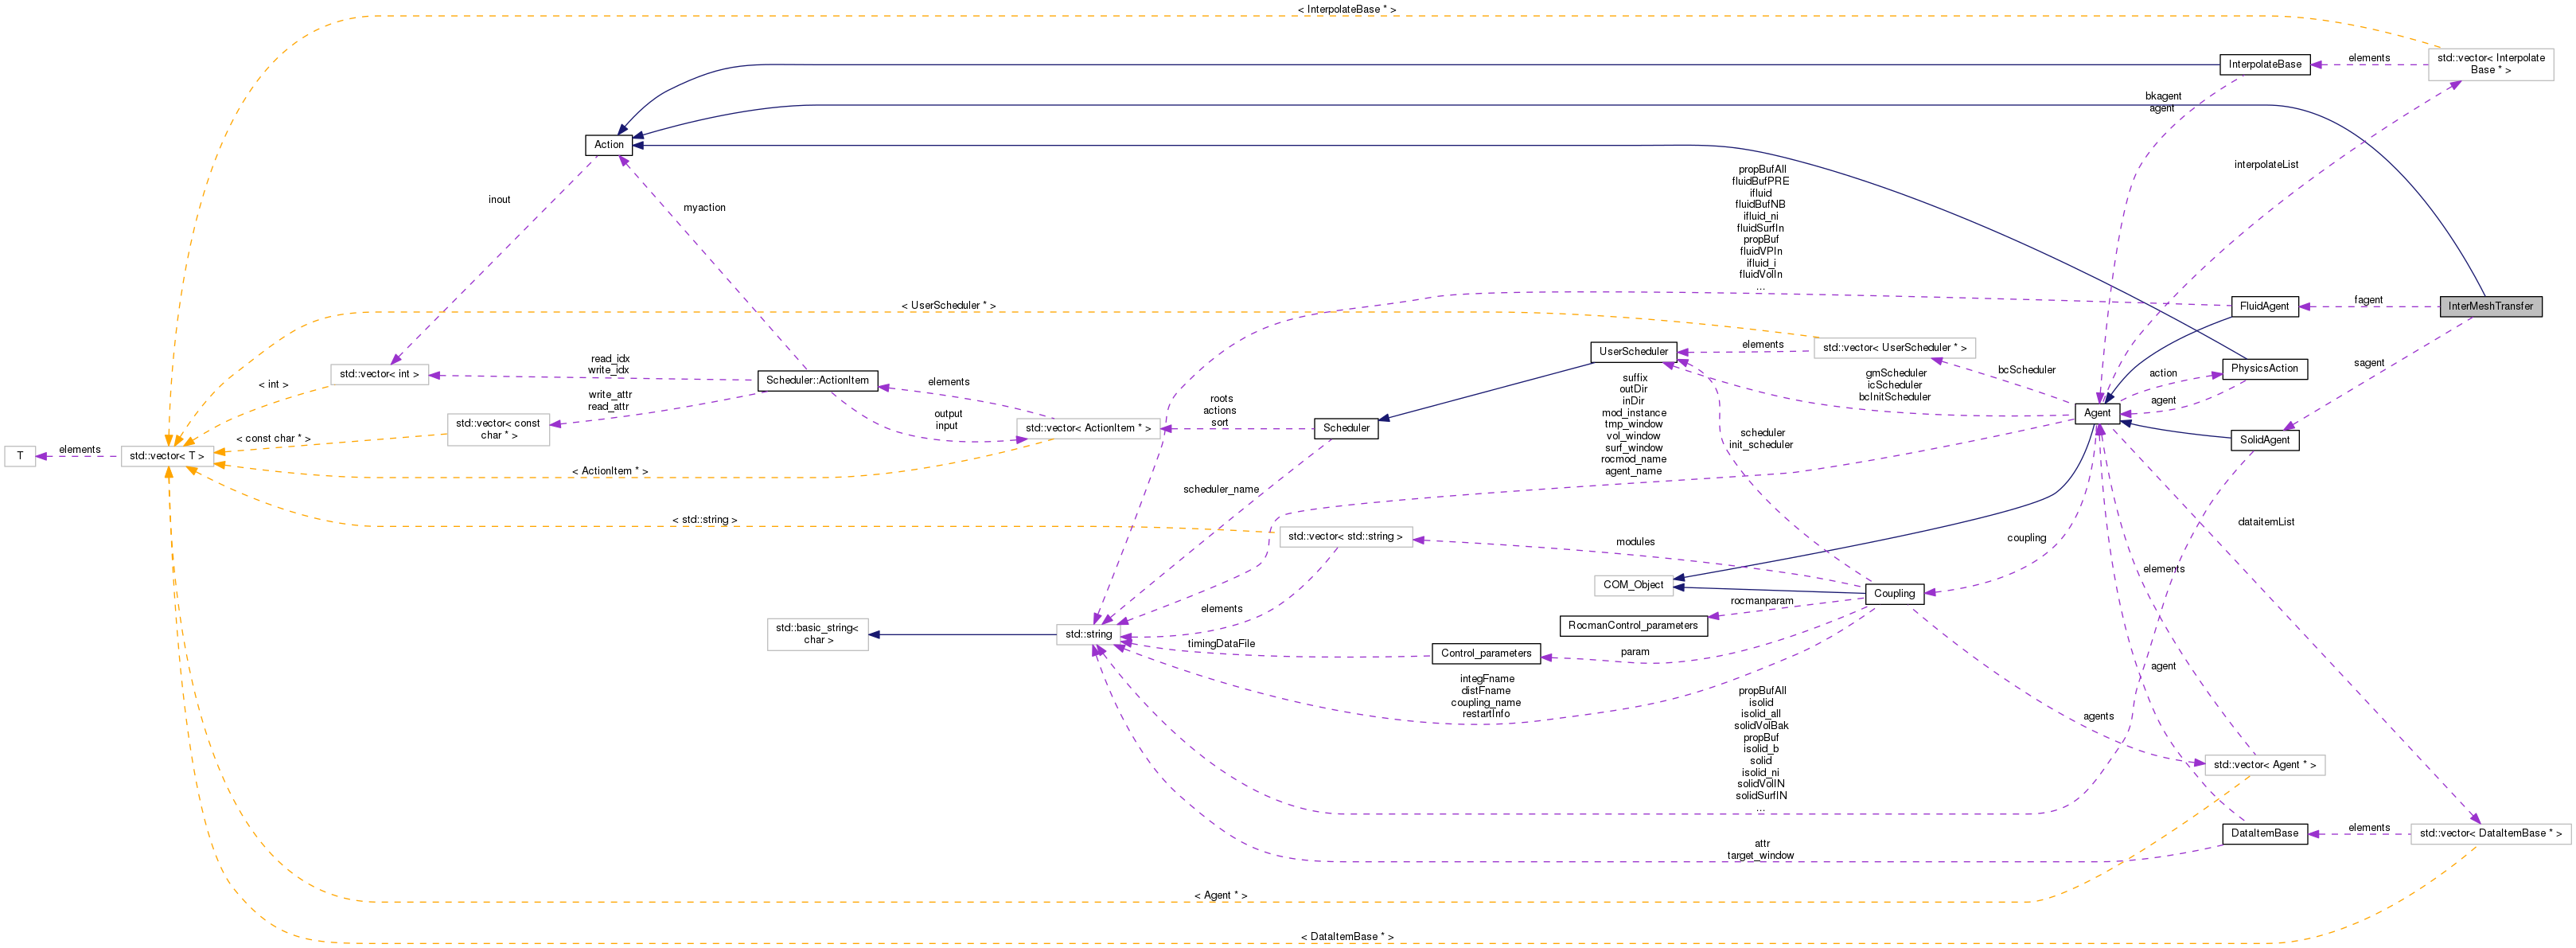 < InterpolateBase * >
InterpolateBase
elements
std::vector< Interpolate
Base * >
bkagent
agent
Action
interpolateList
inout
myaction
propBufAll
fluidBufPRE
ifluid
fluidBufNB
ifluid_ni
fluidSurfIn
propBuf
fluidVPIn
ifluid_i
fluidVolIn
...
< UserScheduler * >
FluidAgent
fagent
InterMeshTransfer
std::vector< int >
read_idx
write_idx
Scheduler::ActionItem
UserScheduler
elements
std::vector< UserScheduler * >
bcScheduler
action
PhysicsAction
sagent
< int >
write_attr
read_attr
elements
gmScheduler
icScheduler
bcInitScheduler
agent
Agent
std::vector< const
char * >
output
input
std::vector< ActionItem * >
roots
actions
sort
Scheduler
suffix
outDir
inDir
mod_instance
tmp_window
vol_window
surf_window
rocmod_name
agent_name
scheduler
init_scheduler
SolidAgent
< const char * >
T
elements
std::vector< T >
< ActionItem * >
scheduler_name
< std::string >
std::vector< std::string >
modules
coupling
dataitemList
COM_Object
elements
Coupling
elements
rocmanparam
std::basic_string<
char >
std::string
RocmanControl_parameters
timingDataFile
Control_parameters
param
agent
integFname
distFname
coupling_name
restartInfo
propBufAll
isolid
isolid_all
solidVolBak
propBuf
isolid_b
solid
isolid_ni
solidVolIN
solidSurfIN
...
agents
std::vector< Agent * >
DataItemBase
elements
std::vector< DataItemBase * >
attr
target_window
< Agent * >
< DataItemBase * >